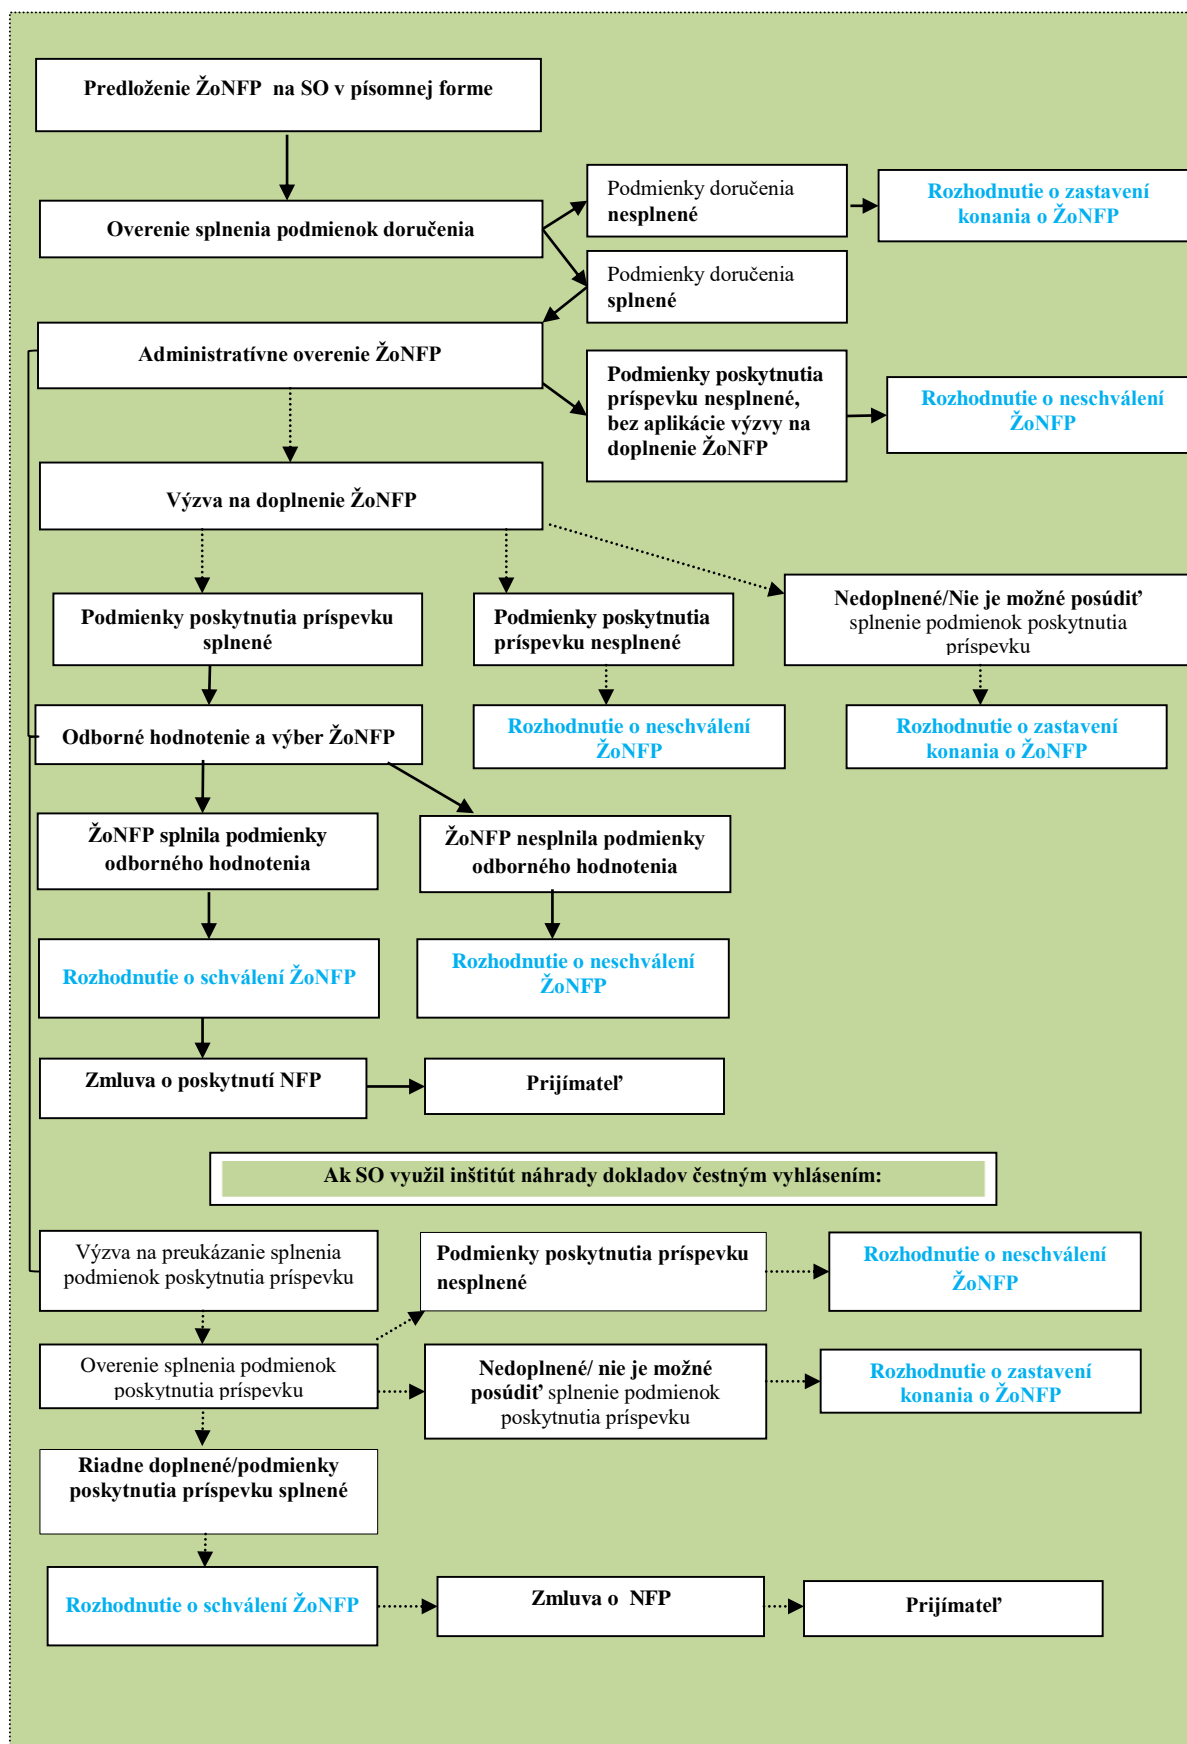 Predloženie ŽoNFP na SO v písomnej forme
Podmienky doručenia
nesplnené
Rozhodnutie o zastavení
konania o ŽoNFP
Overenie splnenia podmienok doručenia
Podmienky doručenia
splnené
Administratívne overenie ŽoNFP
Podmienky poskytnutia
príspevku nesplnené,
bez aplikácie výzvy na
doplnenie ŽoNFP
Rozhodnutie o neschválení
ŽoNFP
Výzva na doplnenie ŽoNFP
Podmienky poskytnutia príspevku
splnené
Podmienky poskytnutia
príspevku nesplnené
Nedoplnené/Nie je možné posúdiť
splnenie podmienok poskytnutia
príspevku
Odborné hodnotenie a výber ŽoNFP
Rozhodnutie o neschválení
ŽoNFP
Rozhodnutie o zastavení
konania o ŽoNFP
ŽoNFP splnila podmienky
odborného hodnotenia
ŽoNFP nesplnila podmienky
odborného hodnotenia
Rozhodnutie o schválení ŽoNFP
Rozhodnutie o neschválení
ŽoNFP
Zmluva o poskytnutí NFP
Prijímateľ
Ak SO využil inštitút náhrady dokladov čestným vyhlásením:
Výzva na preukázanie splnenia
podmienok poskytnutia príspevku
Podmienky poskytnutia príspevku
nesplnené
Rozhodnutie o neschválení
ŽoNFP
Overenie splnenia podmienok
poskytnutia príspevku
Nedoplnené/ nie je možné
posúdiť splnenie podmienok
poskytnutia príspevku
Rozhodnutie o zastavení
konania o ŽoNFP
Riadne doplnené/podmienky
poskytnutia príspevku splnené
Rozhodnutie o schválení ŽoNFP
Zmluva o NFP
Prijímateľ